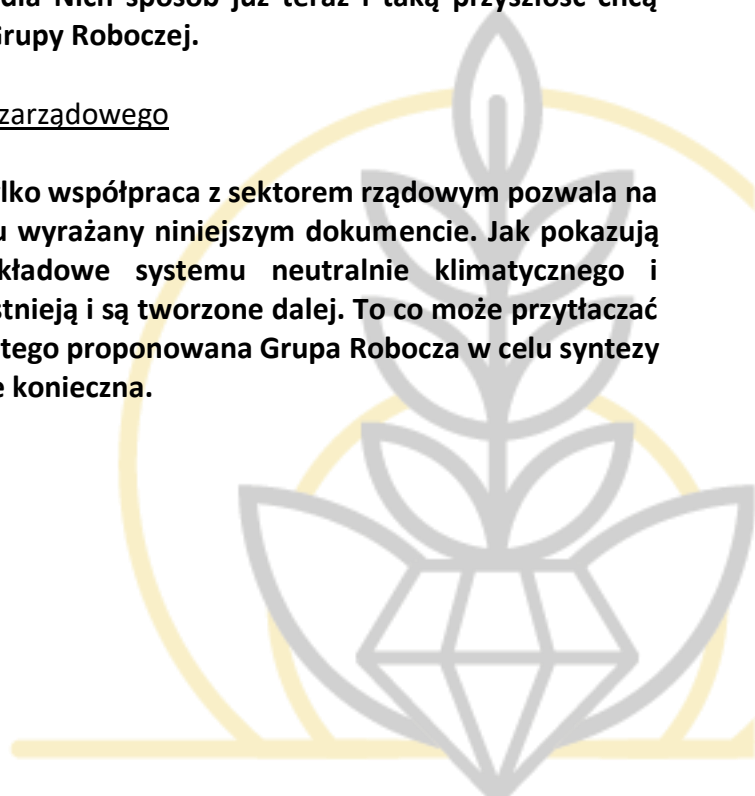 dla Nich sposób już teraz i taką przyszłość chcą
Grupy Roboczej.
zarządowego
ylko współpraca z sektorem rządowym pozwala na
u wyrażany niniejszym dokumencie. Jak pokazują
kładowe systemu neutralnie klimatycznego i
stnieją i są tworzone dalej. To co może przytłaczać
tego proponowana Grupa Robocza w celu syntezy
e konieczna.